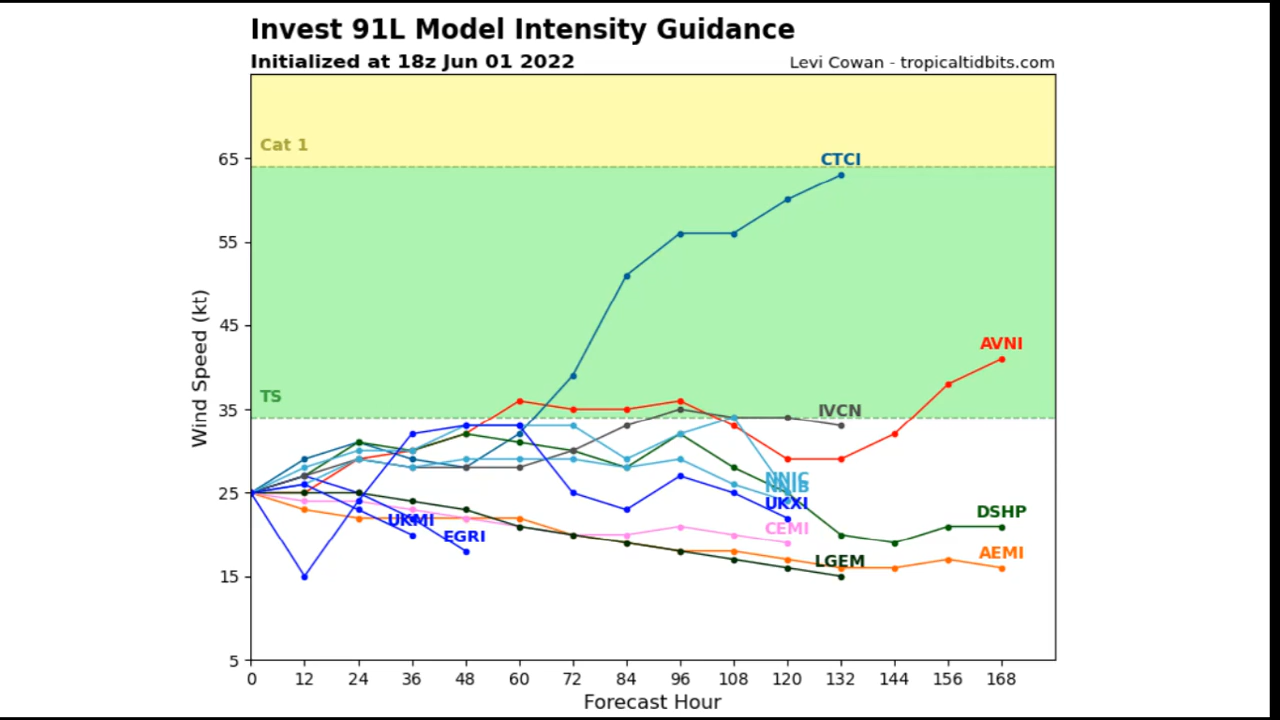 Invest 91L Model Intensity Guidance
Initialized at 18z Jun 01 2022
Levi Cowan - tropicaltidbits.com
Cat 1
65
CTCI
55
Wind Speed (kt)
45
AVNI
TS
35
IVCN
25
NNIC
NNIB
UKXI
DSHP
UKMI
CEMI
EGRI
AEMI
LGEM
15
5
0 12 24 36 48 60 72 84 96 108 120 132 144 156 168
Forecast Hour